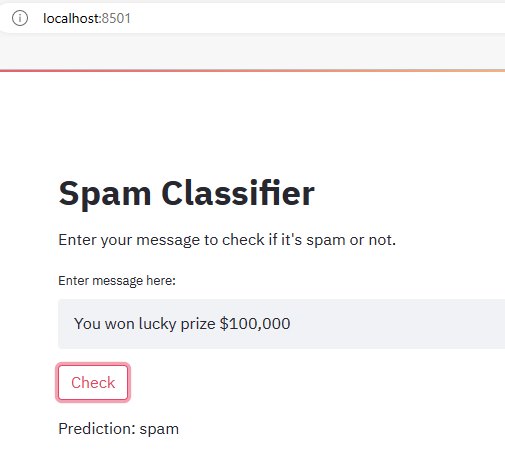 localhost:8501
Spam Classifier
Enter your message to check if it's spam or not.
Enter message here:
You won lucky prize $100,000
Check
Prediction: spam